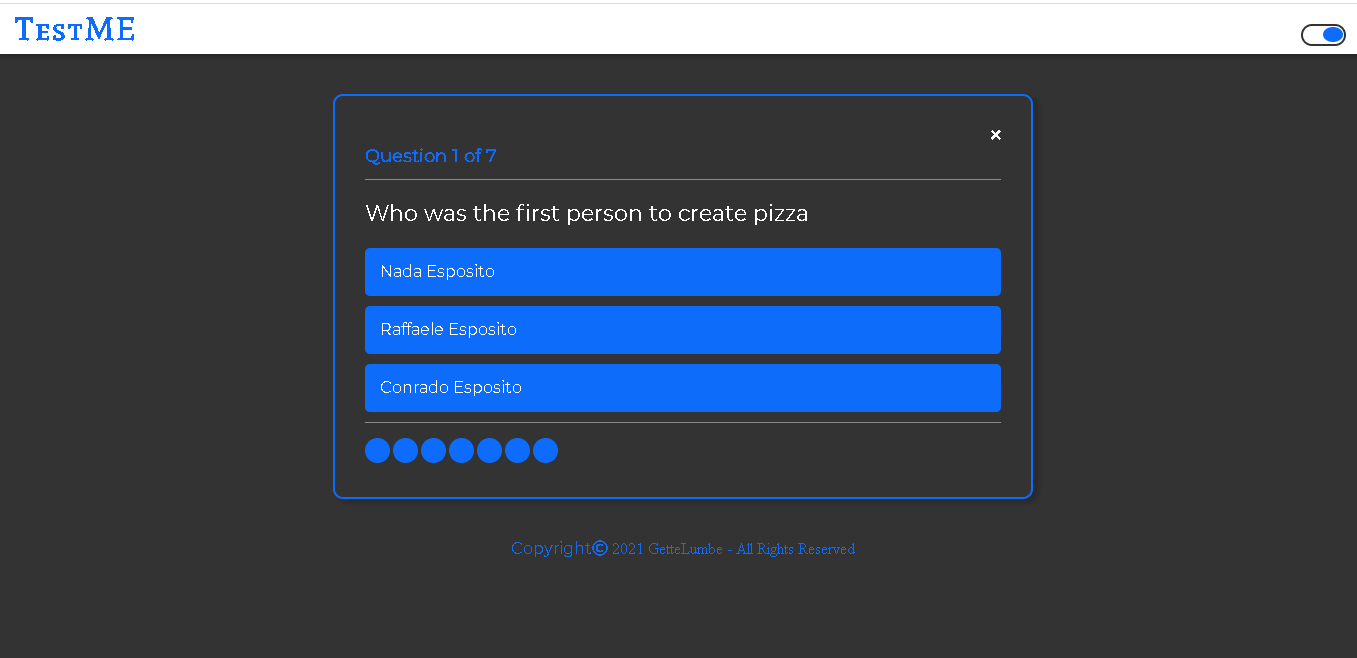 TestME
×
Question 1 of 7
Who was the first person to create pizza
Nada Esposito
Raffaele Esposito
Conrado Esposito
Copyright© 2021 GetteLumbe - All Rights Reserved